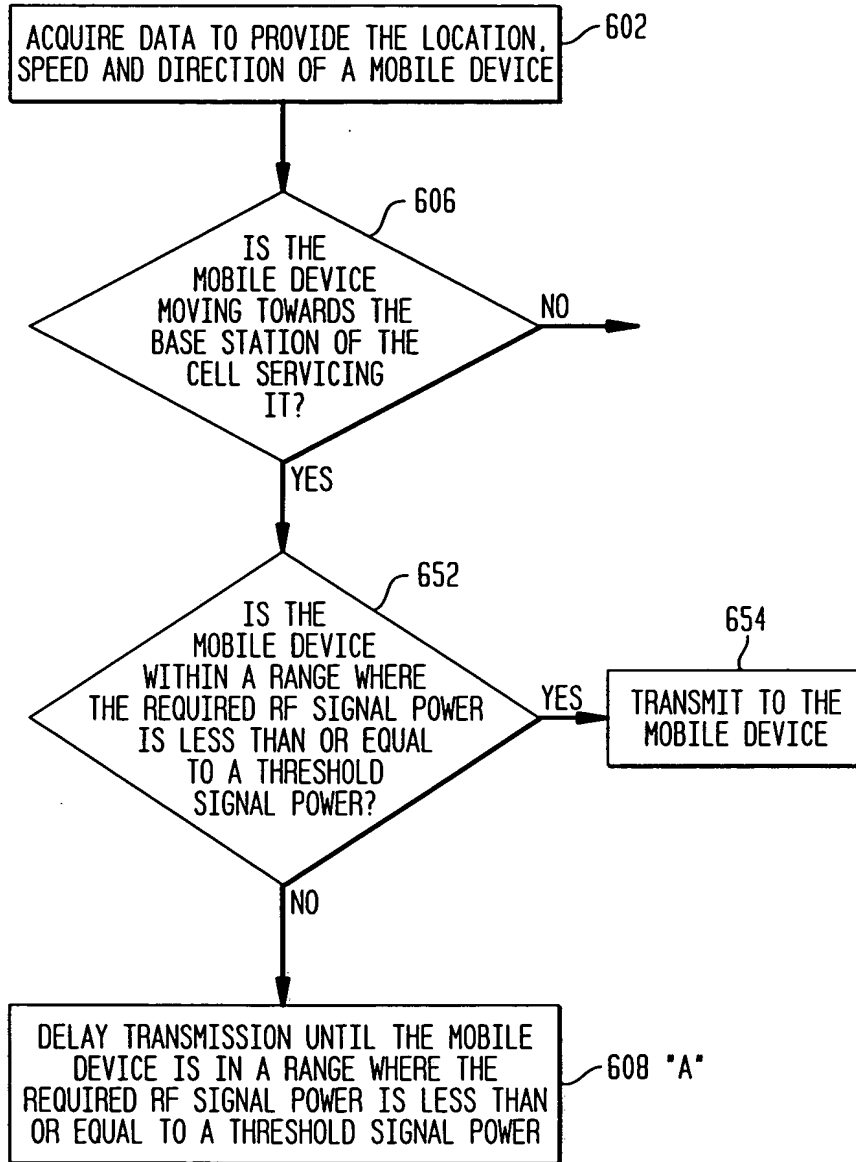 ACQUIRE DATA TO PROVIDE THE LOCATION,
SPEED AND DIRECTION OF A MOBILE DEVICE
602
606
IS THE
MOBILE DEVICE
MOVING TOWARDS THE
BASE STATION OF THE
CELL SERVICING
IT?
NO
YES
652
IS THE
MOBILE DEVICE
WITHIN A RANGE WHERE
THE REQUIRED RF SIGNAL POWER
IS LESS THAN OR EQUAL
TO A THRESHOLD
SIGNAL POWER?
YES
654
TRANSMIT TO THE
MOBILE DEVICE
NO
DELAY TRANSMISSION UNTIL THE MOBILE
DEVICE IS IN A RANGE WHERE THE
REQUIRED RF SIGNAL POWER IS LESS THAN
OR EQUAL TO A THRESHOLD SIGNAL POWER
608 "A"